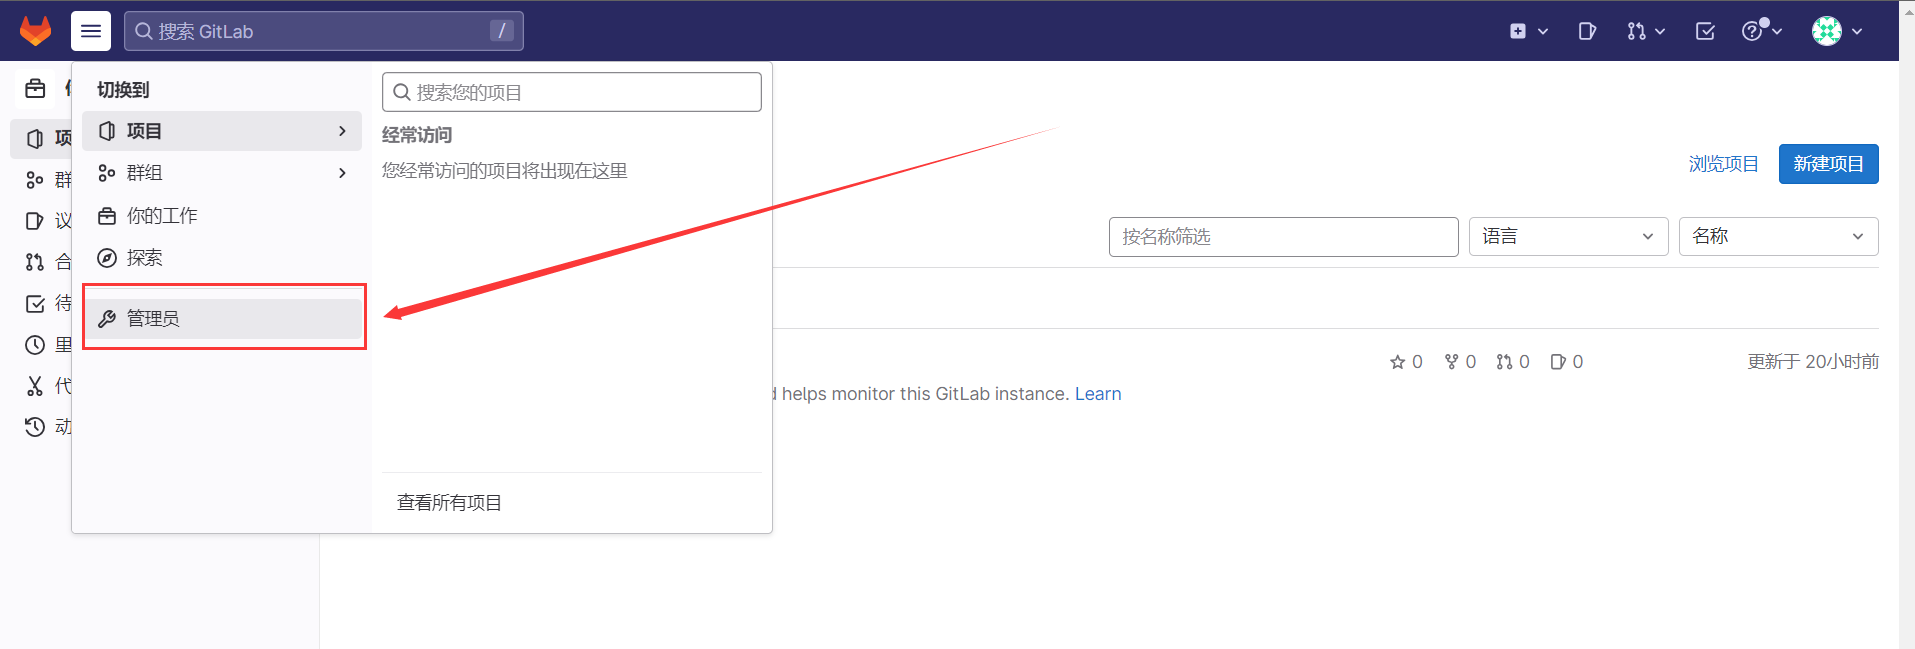 搜索 GitLab /
切换到
项目
群组
你的工作
探索
管理员
搜索您的项目
经常访问
您经常访问的项目将出现在这里
查看所有项目
项
群
议
合
待
里
代
动
浏览项目 新建项目
按名称筛选 语言 名称
0 0 0 0 更新于 20小时前
helps monitor this GitLab instance. Learn